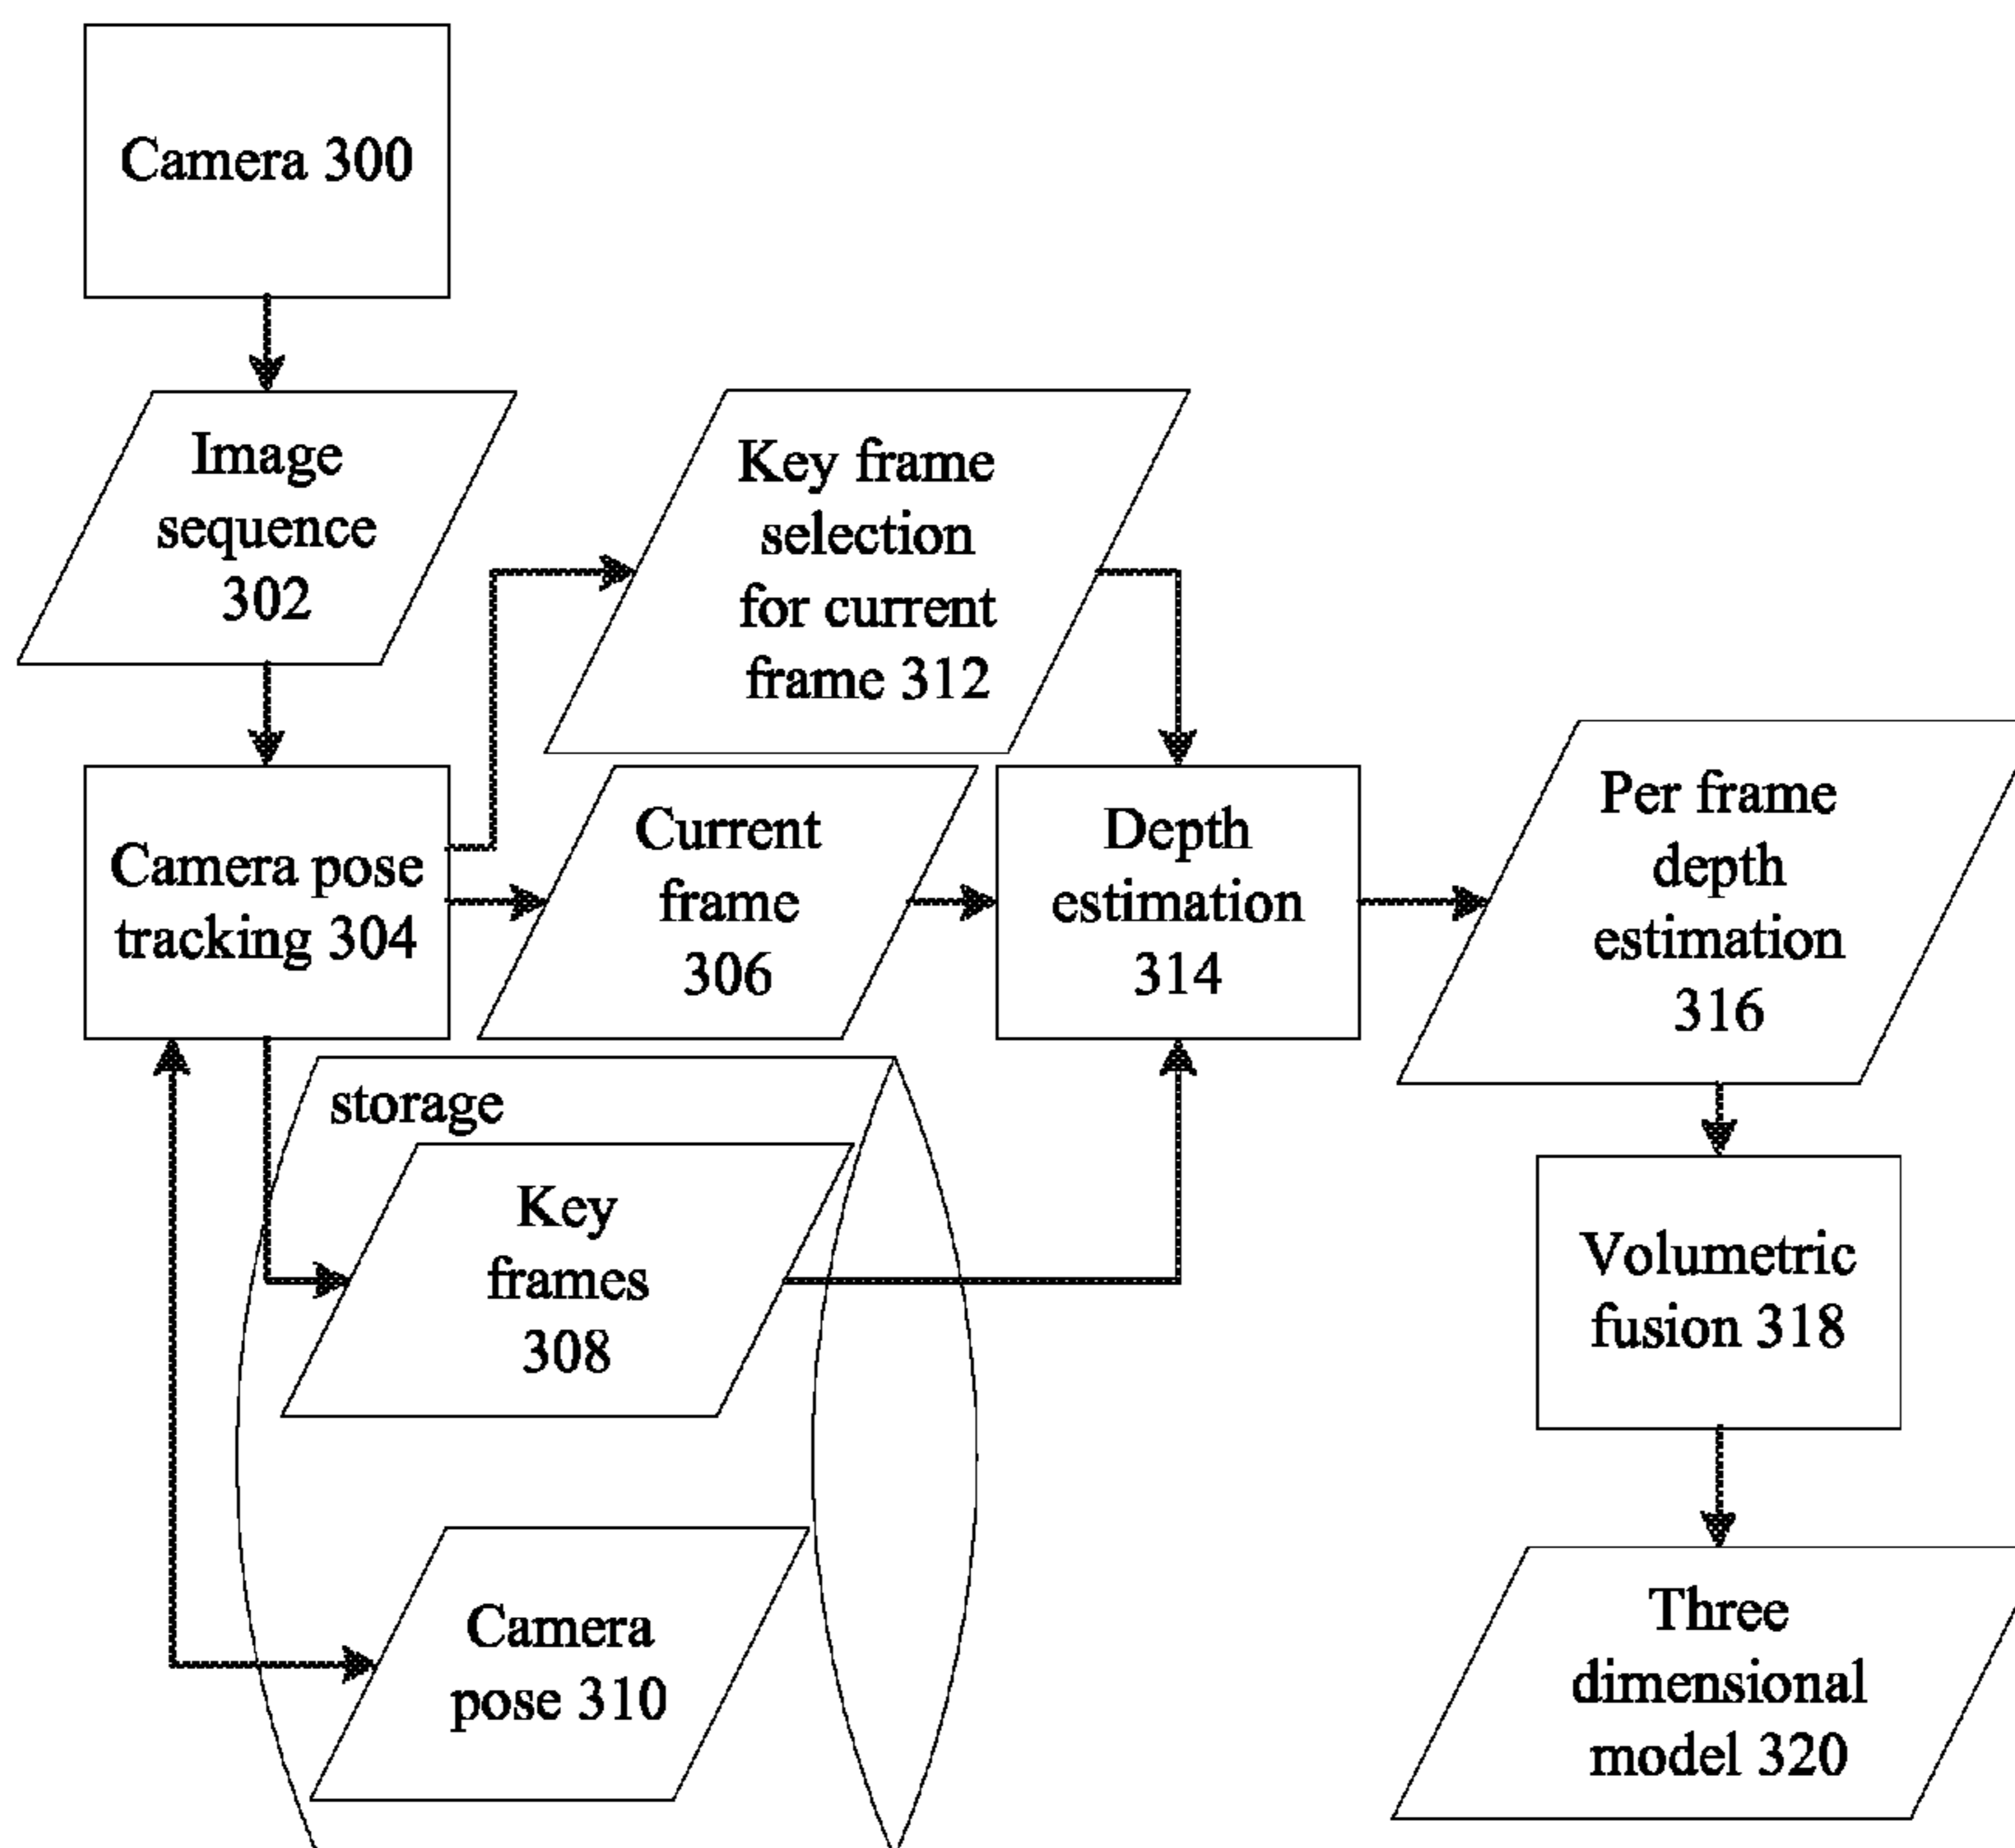 Camera 300
Image
sequence
302
Key frame
selection
for current
frame 312
Camera pose
tracking 304
Current
frame
306
Depth
estimation
314
Per frame
depth
estimation
316
storage
Key
frames
308
Volumetric
fusion 318
Camera
pose 310
Three
dimensional
model 320